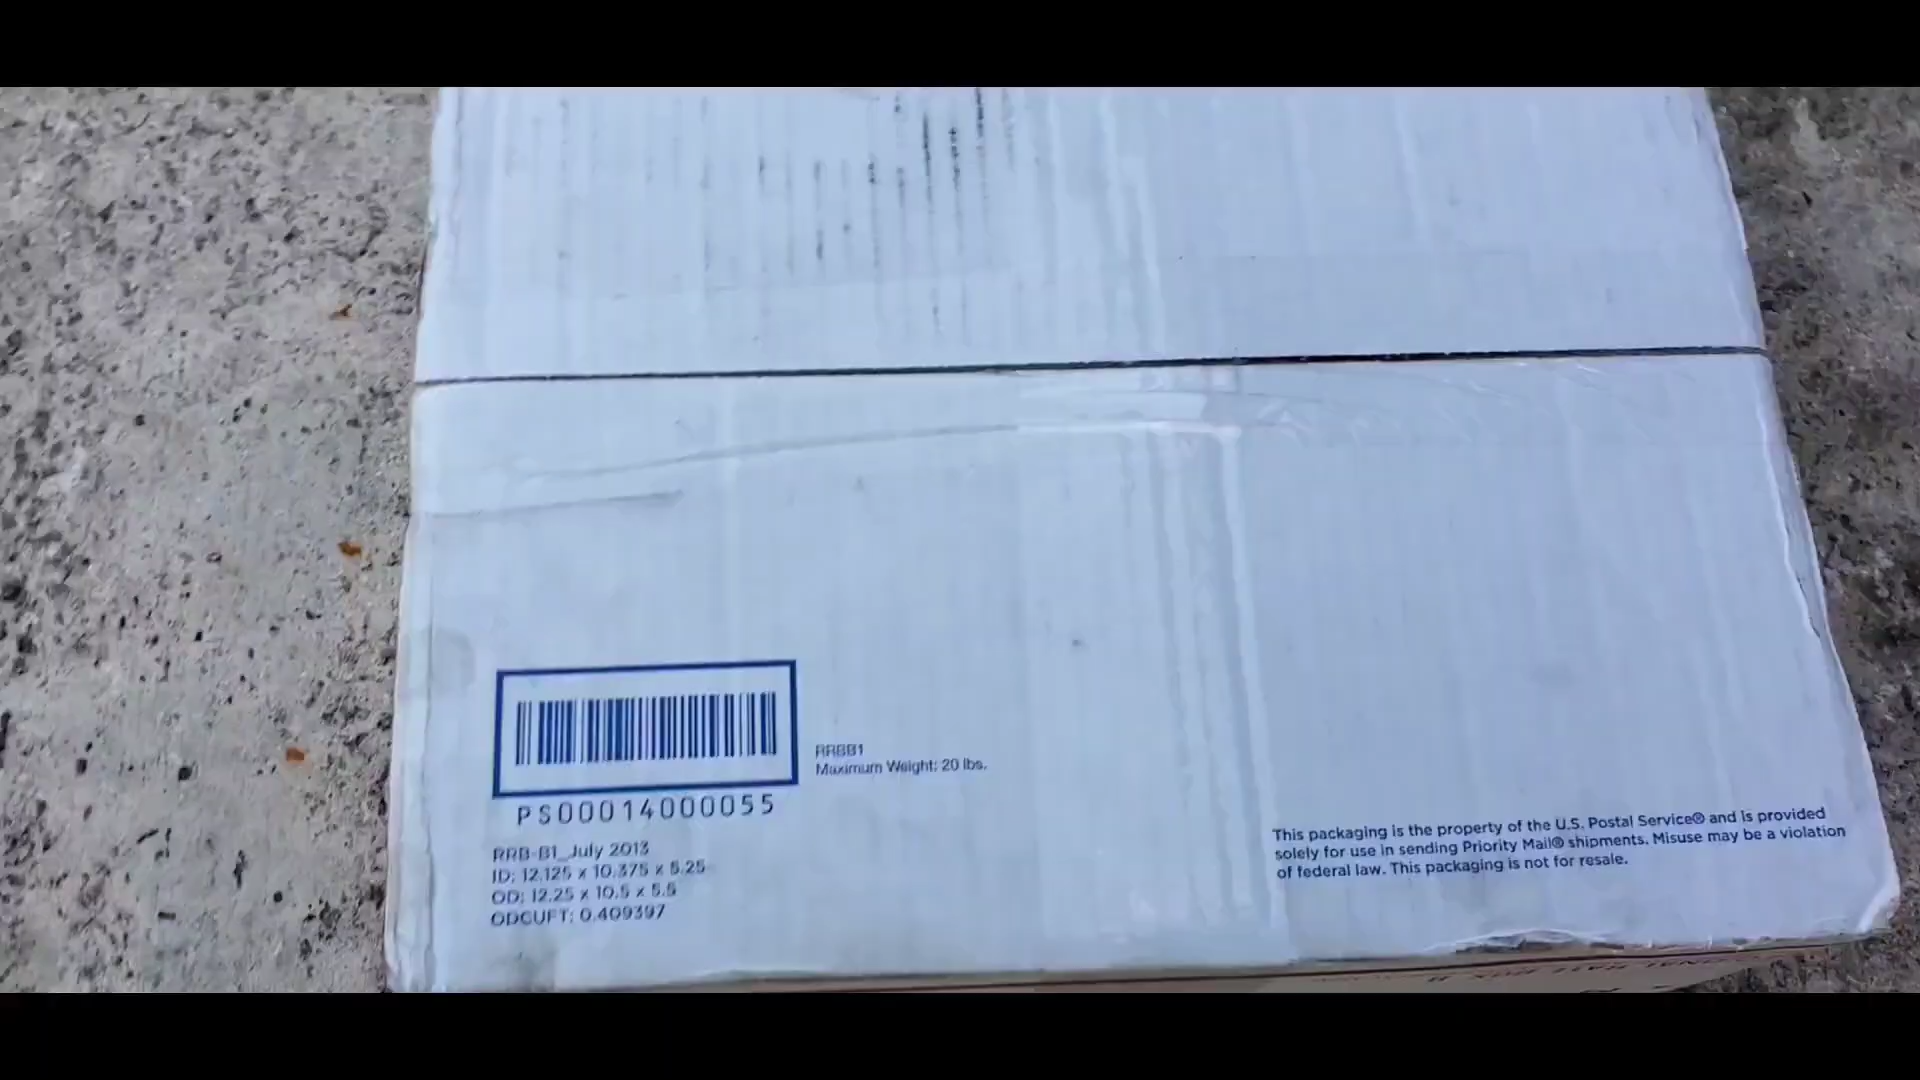 RRBB1
Maximum Weight: 20 lbs.
PS00014000055
RRB-B1_July 2013
ID: 12.125 x 10.375 x 5.25
OD: 12.25 x 10.5 x 5.5
ODCUFT: 0.409397
This packaging is the property of the U.S. Postal Service® and is provided
solely for use in sending Priority Mail® shipments. Misuse may be a violation
of federal law. This packaging is not for resale.